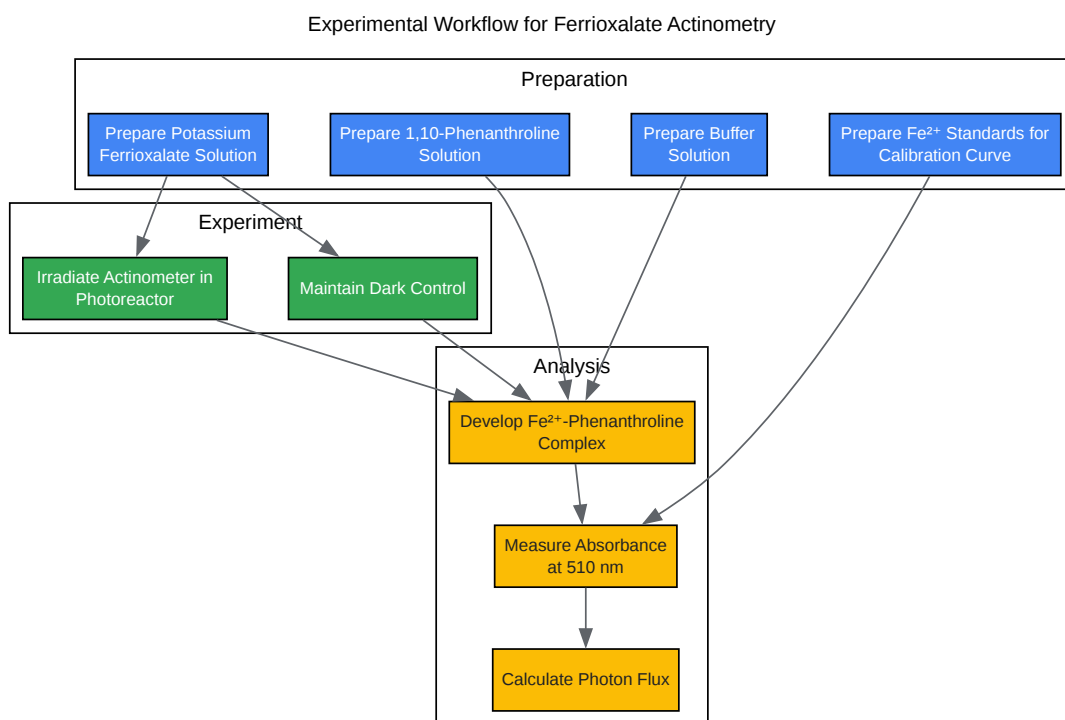 Experimental Workflow for Ferrioxalate Actinometry
Preparation
Prepare Potassium
Ferrioxalate Solution
Prepare 1,10-Phenanthroline
Solution
Prepare Buffer
Solution
Prepare Fe²⁺ Standards for
Calibration Curve
Experiment
Irradiate Actinometer in
Photoreactor
Maintain Dark Control
Analysis
Develop Fe²⁺-Phenanthroline
Complex
Measure Absorbance
at 510 nm
Calculate Photon Flux